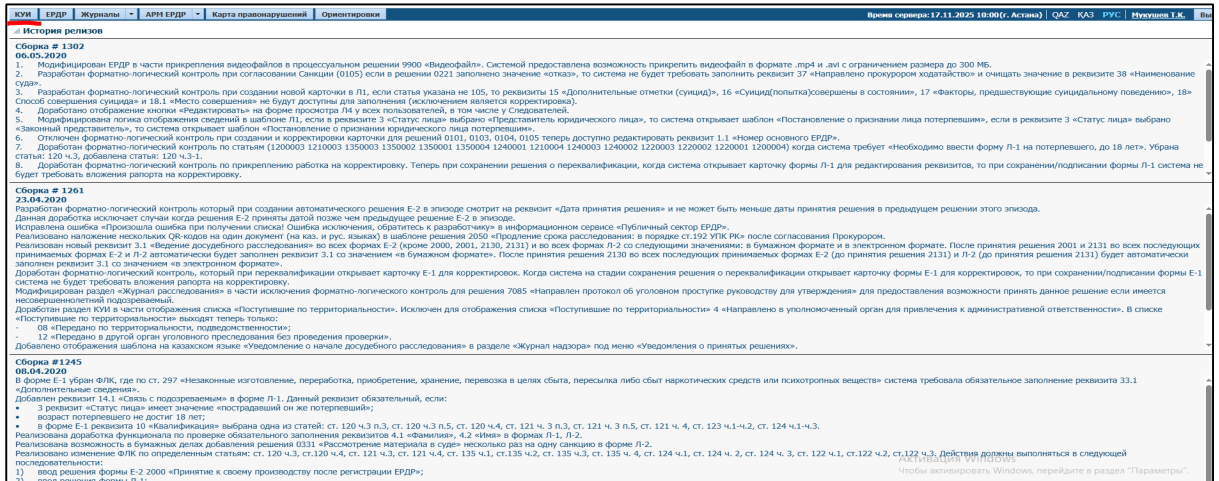 КУИ ЕРДР Журналы АРМ ЕРДР Карта правонарушений Ориентировки Время сервера:17.11.2025 10:00(г. Астана) | QAZ ҚАЗ РУС | Мукушев Т.К. Вы
История релизов
Сборка # 1302
06.05.2020
1. Модифицирован ЕРДР в части прикрепления видеофайлов в процессуальном решении 9900 «Видеофайл». Системой предоставлена возможность прикрепить видеофайл в формате .mp4 и .avi с ограничением размера до 300 МБ.
2. Разработан форматно-логический контроль при согласовании Санкции (0105) если в решении 0221 заполнено значение «отказ», то система не будет требовать заполнить реквизит 37 «Направлено прокурором ходатайство» и очищать значение в реквизите 38 «Наименование
суда».
3. Разработан форматно-логический контроль при создании новой карточки в Л1, если статья указана не 105, то реквизиты 15 «Дополнительные отметки (суицид)», 16 «Суицид(попытка)совершены в состоянии», 17 «Факторы, предшествующие суицидальному поведению», 18»
Способ совершения суицида» и 18.1 «Место совершения» не будут доступны для заполнения (исключением является корректировка).
4. Доработано отображение кнопки «Редактировать» на форме просмотра Л4 у всех пользователей, в том числе у Следователей.
5. Модифицирована логика отображения сведений в шаблоне Л1, если в реквизите 3 «Статус лица» выбрано «Представитель юридического лица», то система открывает шаблон «Постановление о признании лица потерпевшим», если в реквизите 3 «Статус лица» выбрано
«Законный представитель», то система открывает шаблон «Постановление о признании юридического лица потерпевшим».
6. Отключен форматно-логический контроль при создании и корректировки карточки для решений 0101, 0103, 0104, 0105 теперь доступно редактировать реквизит 1.1 «Номер основного ЕРДР».
7. Доработан форматно-логический контроль по статьям (1200003 1210003 1350003 1350002 1350001 1350004 1240001 1210004 1240003 1240002 1220003 1220002 1220001 1200004) когда система требует «Необходимо ввести форму Л-1 на потерпевшего, до 18 лет». Убрана
статья: 120 ч.3, добавлена статья: 120 ч.3-1.
8. Доработан форматно-логический контроль по прикреплению работка на корректировку. Теперь при сохранении решения о переквалификации, когда система открывает карточку формы Л-1 для редактирования реквизитов, то при сохранении/подписании формы Л-1 система не
будет требовать вложения рапорта на корректировку.
Сборка # 1261
23.04.2020
Разработан форматно-логический контроль который при создании автоматического решения Е-2 в эпизоде смотрит на реквизит «Дата принятия решения» и не может быть меньше даты принятия решения в предыдущем решении этого эпизода.
Данная доработка исключает случаи когда решения Е-2 приняты датой позже чем предыдущее решение Е-2 в эпизоде.
Исправлена ошибка «Произошла ошибка при получении списка! Ошибка исключения, обратитесь к разработчику» в информационном сервисе «Публичный сектор ЕРДР».
Реализовано наложение нескольких QR-кодов на один документ (на каз. и рус. языках) в шаблоне решения 2050 «Продление срока расследования: в порядке ст.192 УПК РК» после согласования Прокурором.
Реализован новый реквизит 3.1 «Ведение досудебного расследования» во всех формах Е-2 (кроме 2000, 2001, 2130, 2131) и во всех формах Л-2 со следующими значениями: в бумажном формате и в электронном формате. После принятия решения 2001 и 2131 во всех последующих
принимаемых формах Е-2 и Л-2 автоматически будет заполнен реквизит 3.1 со значением «в бумажном формате». После принятия решения 2130 во всех последующих принимаемых формах Е-2 (до принятия решения 2131) и Л-2 (до принятия решения 2131) будет автоматически
заполнен реквизит 3.1 со значением «в электронном формате».
Доработан форматно-логический контроль, который при переквалификации открывает карточку Е-1 для корректировок. Когда система на стадии сохранения решения о переквалификации открывает карточку формы Е-1 для корректировок, то при сохранении/подписании формы Е-1
система не будет требовать вложения рапорта на корректировку.
Модифицирован раздел «Журнал расследования» в части исключения форматно-логического контроля для решения 7085 «Направлен протокол об уголовном проступке руководству для утверждения» для предоставления возможности принять данное решение если имеется
несовершеннолетний подозреваемый.
Доработан раздел КУИ в части отображения списка «Поступившие по территориальности». Исключен для отображения списка «Поступившие по территориальности» 4 «Направлено в уполномоченный орган для привлечения к административной ответственности». В списке
«Поступившие по территориальности» выходят теперь только:
- 08 «Передано по территориальности, подведомственности»;
- 12 «Передано в другой орган уголовного преследования без проведения проверки».
Добавлено отображения шаблона на казахском языке «Уведомление о начале досудебного расследования» в разделе «Журнал надзора» под меню «Уведомления о принятых решениях».
Сборка #1245
08.04.2020
В форме Е-1 убран ФЛК, где по ст. 297 «Незаконные изготовление, переработка, приобретение, хранение, перевозка в целях сбыта, пересылка либо сбыт наркотических средств или психотропных веществ» система требовала обязательное заполнение реквизита 33.1
«Дополнительные сведения».
Добавлен реквизит 14.1 «Связь с подозреваемым» в форме Л-1. Данный реквизит обязательный, если:
• 3 реквизит «Статус лица» имеет значение «пострадавший он же потерпевший»;
• возраст потерпевшего не достиг 18 лет;
• в форме Е-1 реквизита 10 «Квалификация» выбрана одна из статей: ст. 120 ч.3 п.3, ст. 120 ч.3 п.5, ст. 120 ч.4, ст. 121 ч. 3 п.3, ст. 121 ч. 3 п.5, ст. 121 ч. 4, ст. 123 ч.1-ч.2, ст. 124 ч.1-ч.3.
Реализована доработка функционала по проверке обязательного заполнения реквизитов 4.1 «Фамилия», 4.2 «Имя» в формах Л-1, Л-2.
Реализована возможность в бумажных делах добавления решения 0331 «Рассмотрение материала в суде» несколько раз на одну санкцию в форме Л-2.
Реализовано изменение ФЛК по определенным статьям: ст. 120 ч.3, ст.120 ч.4, ст. 121 ч.3, ст. 121 ч.4, ст. 135 ч.1, ст.135 ч.2, ст. 135 ч.3, ст. 135 ч. 4, ст. 124 ч.1, ст. 124 ч. 2, ст. 124 ч. 3, ст. 122 ч.1, ст.122 ч.2, ст.122 ч.3. Действия должны выполняться в следующей
последовательности:
1) ввод решения формы Е-2 2000 «Принятие к своему производству после регистрации ЕРДР»;
2) ввод решения формы Л-1;
Активация Windows
Чтобы активировать Windows, перейдите в раздел "Параметры".